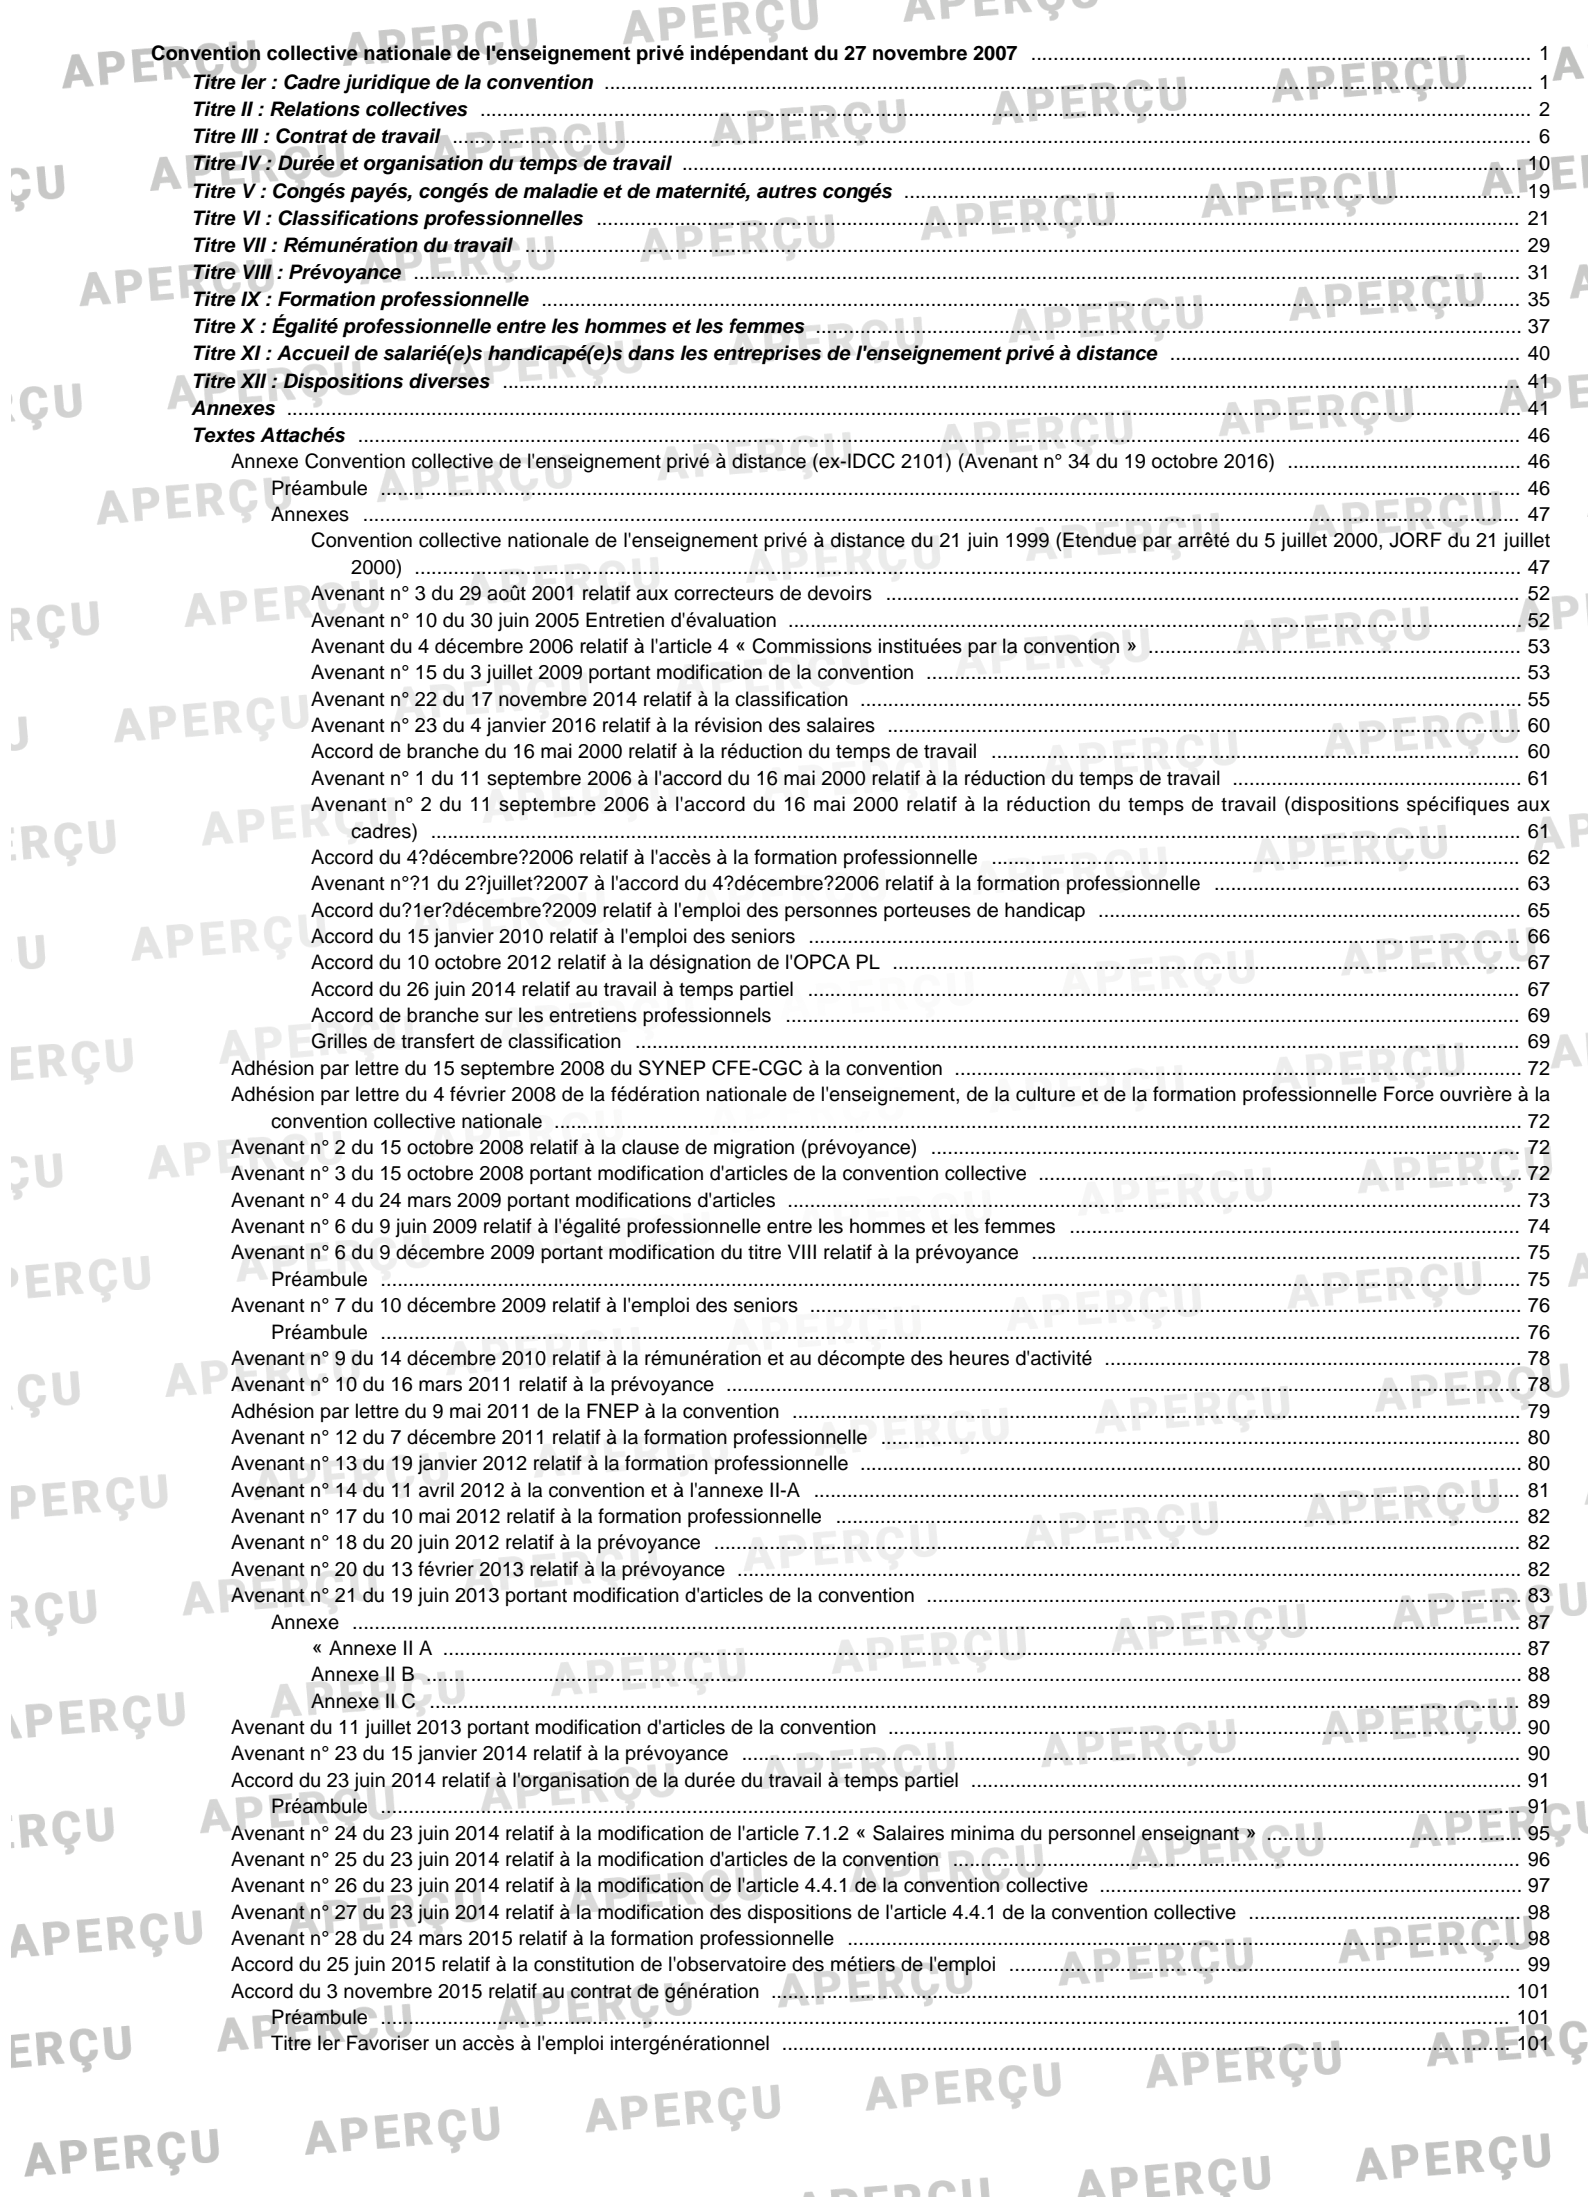 Convention collective nationale de l'enseignement privé indépendant du 27 novembre 2007 1
Titre Ier : Cadre juridique de la convention 1
Titre II : Relations collectives 2
Titre III : Contrat de travail 6
Titre IV : Durée et organisation du temps de travail 10
Titre V : Congés payés, congés de maladie et de maternité, autres congés 19
Titre VI : Classifications professionnelles 21
Titre VII : Rémunération du travail 29
Titre VIII : Prévoyance 31
Titre IX : Formation professionnelle 35
Titre X : Égalité professionnelle entre les hommes et les femmes 37
Titre XI : Accueil de salarié(e)s handicapé(e)s dans les entreprises de l'enseignement privé à distance 40
Titre XII : Dispositions diverses 41
Annexes 41
Textes Attachés 46
Annexe Convention collective de l'enseignement privé à distance (ex-IDCC 2101) (Avenant n° 34 du 19 octobre 2016) 46
Préambule 46
Annexes 47
Convention collective nationale de l'enseignement privé à distance du 21 juin 1999 (Etendue par arrêté du 5 juillet 2000, JORF du 21 juillet
2000) 47
Avenant n° 3 du 29 août 2001 relatif aux correcteurs de devoirs 52
Avenant n° 10 du 30 juin 2005 Entretien d'évaluation 52
Avenant du 4 décembre 2006 relatif à l'article 4 « Commissions instituées par la convention » 53
Avenant n° 15 du 3 juillet 2009 portant modification de la convention 53
Avenant n° 22 du 17 novembre 2014 relatif à la classification 55
Avenant n° 23 du 4 janvier 2016 relatif à la révision des salaires 60
Accord de branche du 16 mai 2000 relatif à la réduction du temps de travail 60
Avenant n° 1 du 11 septembre 2006 à l'accord du 16 mai 2000 relatif à la réduction du temps de travail 61
Avenant n° 2 du 11 septembre 2006 à l'accord du 16 mai 2000 relatif à la réduction du temps de travail (dispositions spécifiques aux
cadres) 61
Accord du 4?décembre?2006 relatif à l'accès à la formation professionnelle 62
Avenant n°?1 du 2?juillet?2007 à l'accord du 4?décembre?2006 relatif à la formation professionnelle 63
Accord du?1er?décembre?2009 relatif à l'emploi des personnes porteuses de handicap 65
Accord du 15 janvier 2010 relatif à l'emploi des seniors 66
Accord du 10 octobre 2012 relatif à la désignation de l'OPCA PL 67
Accord du 26 juin 2014 relatif au travail à temps partiel 67
Accord de branche sur les entretiens professionnels 69
Grilles de transfert de classification 69
Adhésion par lettre du 15 septembre 2008 du SYNEP CFE-CGC à la convention 72
Adhésion par lettre du 4 février 2008 de la fédération nationale de l'enseignement, de la culture et de la formation professionnelle Force ouvrière à la
convention collective nationale 72
Avenant n° 2 du 15 octobre 2008 relatif à la clause de migration (prévoyance) 72
Avenant n° 3 du 15 octobre 2008 portant modification d'articles de la convention collective 72
Avenant n° 4 du 24 mars 2009 portant modifications d'articles 73
Avenant n° 6 du 9 juin 2009 relatif à l'égalité professionnelle entre les hommes et les femmes 74
Avenant n° 6 du 9 décembre 2009 portant modification du titre VIII relatif à la prévoyance 75
Préambule 75
Avenant n° 7 du 10 décembre 2009 relatif à l'emploi des seniors 76
Préambule 76
Avenant n° 9 du 14 décembre 2010 relatif à la rémunération et au décompte des heures d'activité 78
Avenant n° 10 du 16 mars 2011 relatif à la prévoyance 78
Adhésion par lettre du 9 mai 2011 de la FNEP à la convention 79
Avenant n° 12 du 7 décembre 2011 relatif à la formation professionnelle 80
Avenant n° 13 du 19 janvier 2012 relatif à la formation professionnelle 80
Avenant n° 14 du 11 avril 2012 à la convention et à l'annexe II-A 81
Avenant n° 17 du 10 mai 2012 relatif à la formation professionnelle 82
Avenant n° 18 du 20 juin 2012 relatif à la prévoyance 82
Avenant n° 20 du 13 février 2013 relatif à la prévoyance 82
Avenant n° 21 du 19 juin 2013 portant modification d'articles de la convention 83
Annexe 87
« Annexe II A 87
Annexe II B 88
Annexe II C 89
Avenant du 11 juillet 2013 portant modification d'articles de la convention 90
Avenant n° 23 du 15 janvier 2014 relatif à la prévoyance 90
Accord du 23 juin 2014 relatif à l'organisation de la durée du travail à temps partiel 91
Préambule 91
Avenant n° 24 du 23 juin 2014 relatif à la modification de l'article 7.1.2 « Salaires minima du personnel enseignant » 95
Avenant n° 25 du 23 juin 2014 relatif à la modification d'articles de la convention 96
Avenant n° 26 du 23 juin 2014 relatif à la modification de l'article 4.4.1 de la convention collective 97
Avenant n° 27 du 23 juin 2014 relatif à la modification des dispositions de l'article 4.4.1 de la convention collective 98
Avenant n° 28 du 24 mars 2015 relatif à la formation professionnelle 98
Accord du 25 juin 2015 relatif à la constitution de l'observatoire des métiers de l'emploi 99
Accord du 3 novembre 2015 relatif au contrat de génération 101
Préambule 101
Titre Ier Favoriser un accès à l'emploi intergénérationnel 101
APERÇU